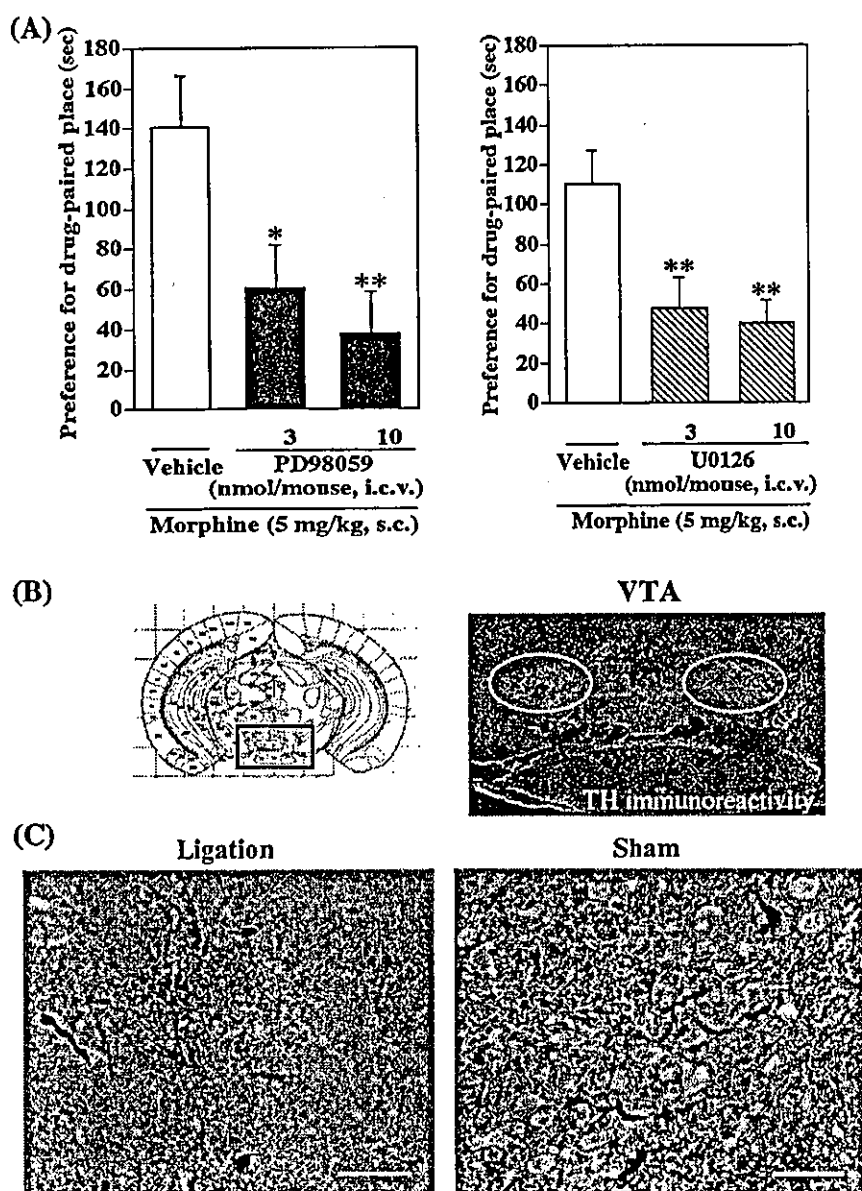 (A)
Preference for drug-paired place (sec)
180
160
140
120
100
80
60
40
20
0
*
**
3 10
Vehicle PD98059
(nmol/mouse, i.c.v.)
Morphine (5 mg/kg, s.c.)
Preference for drug-paired place (sec)
180
160
140
120
100
80
60
40
20
0
**
**
3 10
Vehicle U0126
(nmol/mouse, i.c.v.)
Morphine (5 mg/kg, s.c.)
(B)
VTA
TH immunoreactivity
(C)
Ligation
Sham